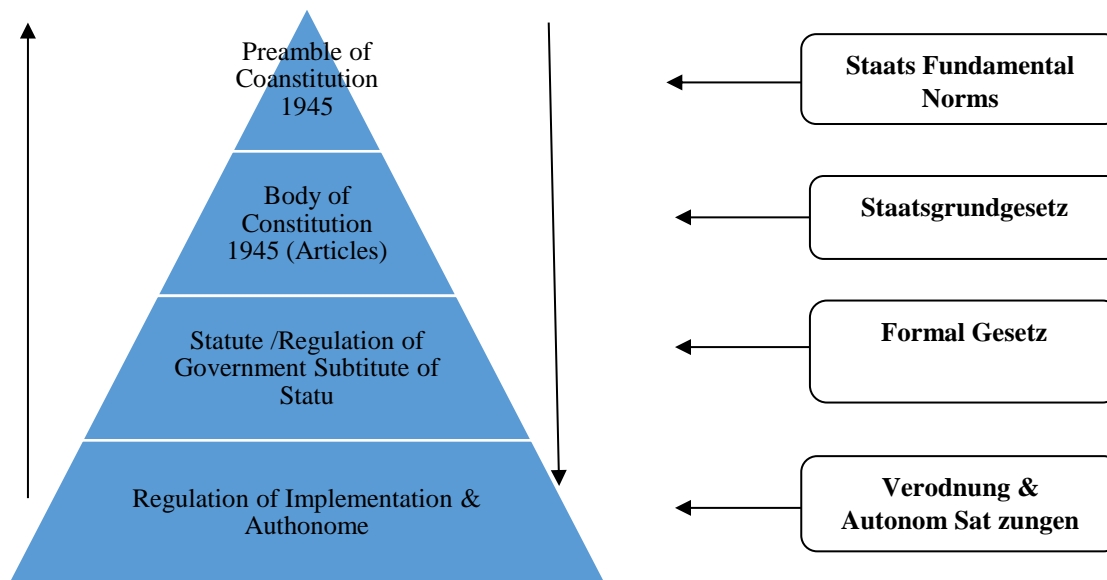 Preamble of
Coanstitution
1945
Staats Fundamental
Norms
Body of
Constitution
1945 (Articles)
Staatsgrundgesetz
Statute /Regulation of
Government Subtitute of
Statu
Formal Gesetz
Regulation of Implementation &
Authonome
Verodnung &
Autonom Sat zungen